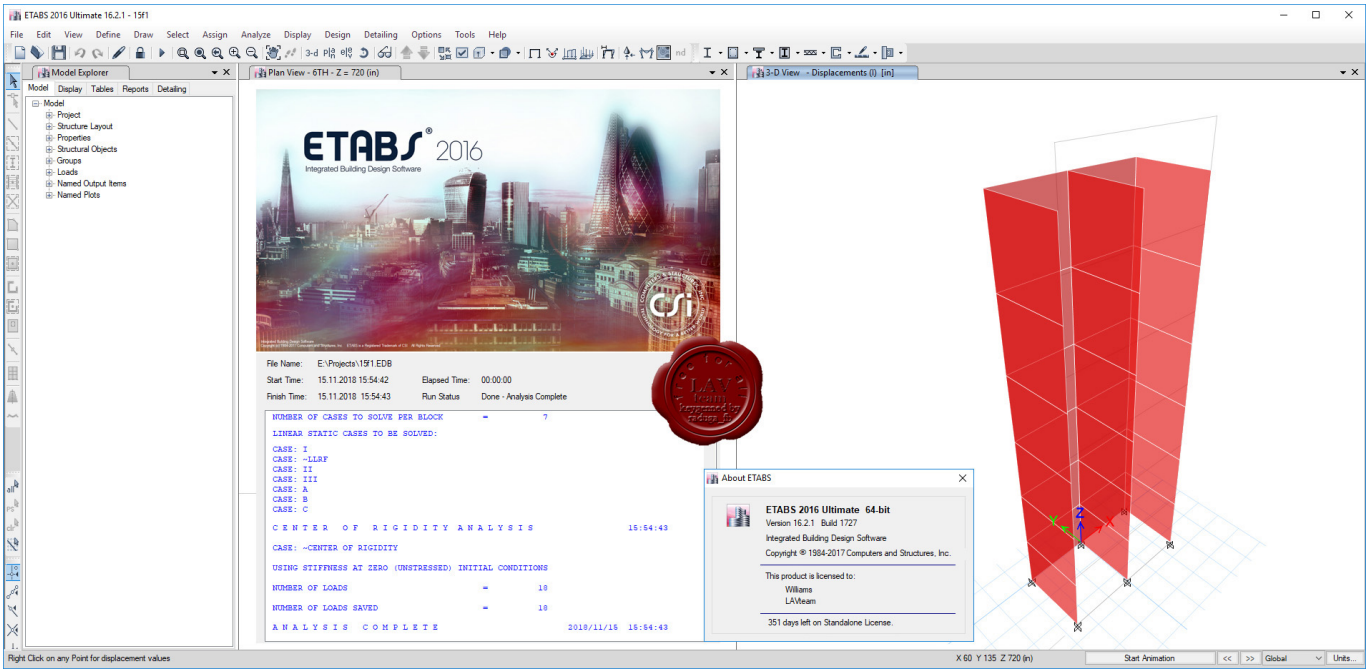 ETABS 2016 Ultimate 16.2.1 - 15f1
File Edit View Define Draw Select Assign Analyze Display Design Detailing Options Tools Help
3-d
nd
Model Explorer
Model Display Tables Reports Detailing
Model
Project
Structure Layout
Properties
Structural Objects
Groups
Loads
Named Output Items
Named Plots
all
Plan View - 6TH - Z = 720 (in)
ETABS® 2016
Integrated Building Design Software
CSi
File Name: E:\Projects\15f1.EDB
Start Time: 15.11.2018 15:54:42 Elapsed Time: 00:00:00
Finish Time: 15.11.2018 15:54:43 Run Status Done - Analysis Complete
NUMBER OF CASES TO SOLVE PER BLOCK = 7
LINEAR STATIC CASES TO BE SOLVED:
CASE: I
CASE: ~LLRF
CASE: II
CASE: III
CASE: A
CASE: B
CASE: C
C E N T E R O F R I G I D I T Y A N A L Y S I S 15:54:43
CASE: ~CENTER OF RIGIDITY
USING STIFFNESS AT ZERO (UNSTRESSED) INITIAL CONDITIONS
NUMBER OF LOADS = 18
NUMBER OF LOADS SAVED = 18
A N A L Y S I S C O M P L E T E 2018/11/15 15:54:43
LAV
team
keygenned by
3-D View - Displacements (I) [in]
Z
Y
X
About ETABS
ETABS 2016 Ultimate 64-bit
Version 16.2.1 Build 1727
Integrated Building Design Software
Copyright © 1984-2017 Computers and Structures, Inc.
This product is licensed to:
Williams
LAVteam
351 days left on Standalone License.
Right Click on any Point for displacement values
X 60 Y 135 Z 720 (in)
Start Animation << >> Global Units...